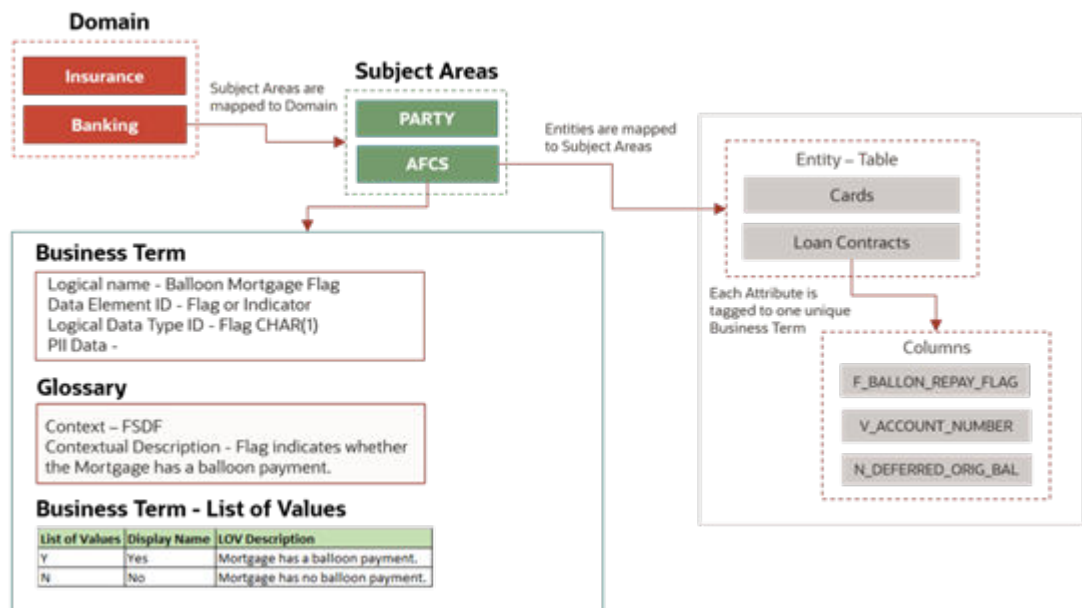 Domain
Insurance
Banking
Subject Areas are
mapped to Domain
Subject Areas
PARTY
AFCS
Entities are mapped
to Subject Areas
Entity – Table
Cards
Loan Contracts
Each Attribute is
tagged to one unique
Business Term
Columns
F_BALLON_REPAY_FLAG
V_ACCOUNT_NUMBER
N_DEFERRED_ORIG_BAL
Business Term
Logical name - Balloon Mortgage Flag
Data Element ID - Flag or Indicator
Logical Data Type ID - Flag CHAR(1)
PII Data -
Glossary
Context – FSDF
Contextual Description - Flag indicates whether
the Mortgage has a balloon payment.
Business Term - List of Values
List of Values Display Name LOV Description
Y Yes Mortgage has a balloon payment.
N No Mortgage has no balloon payment.